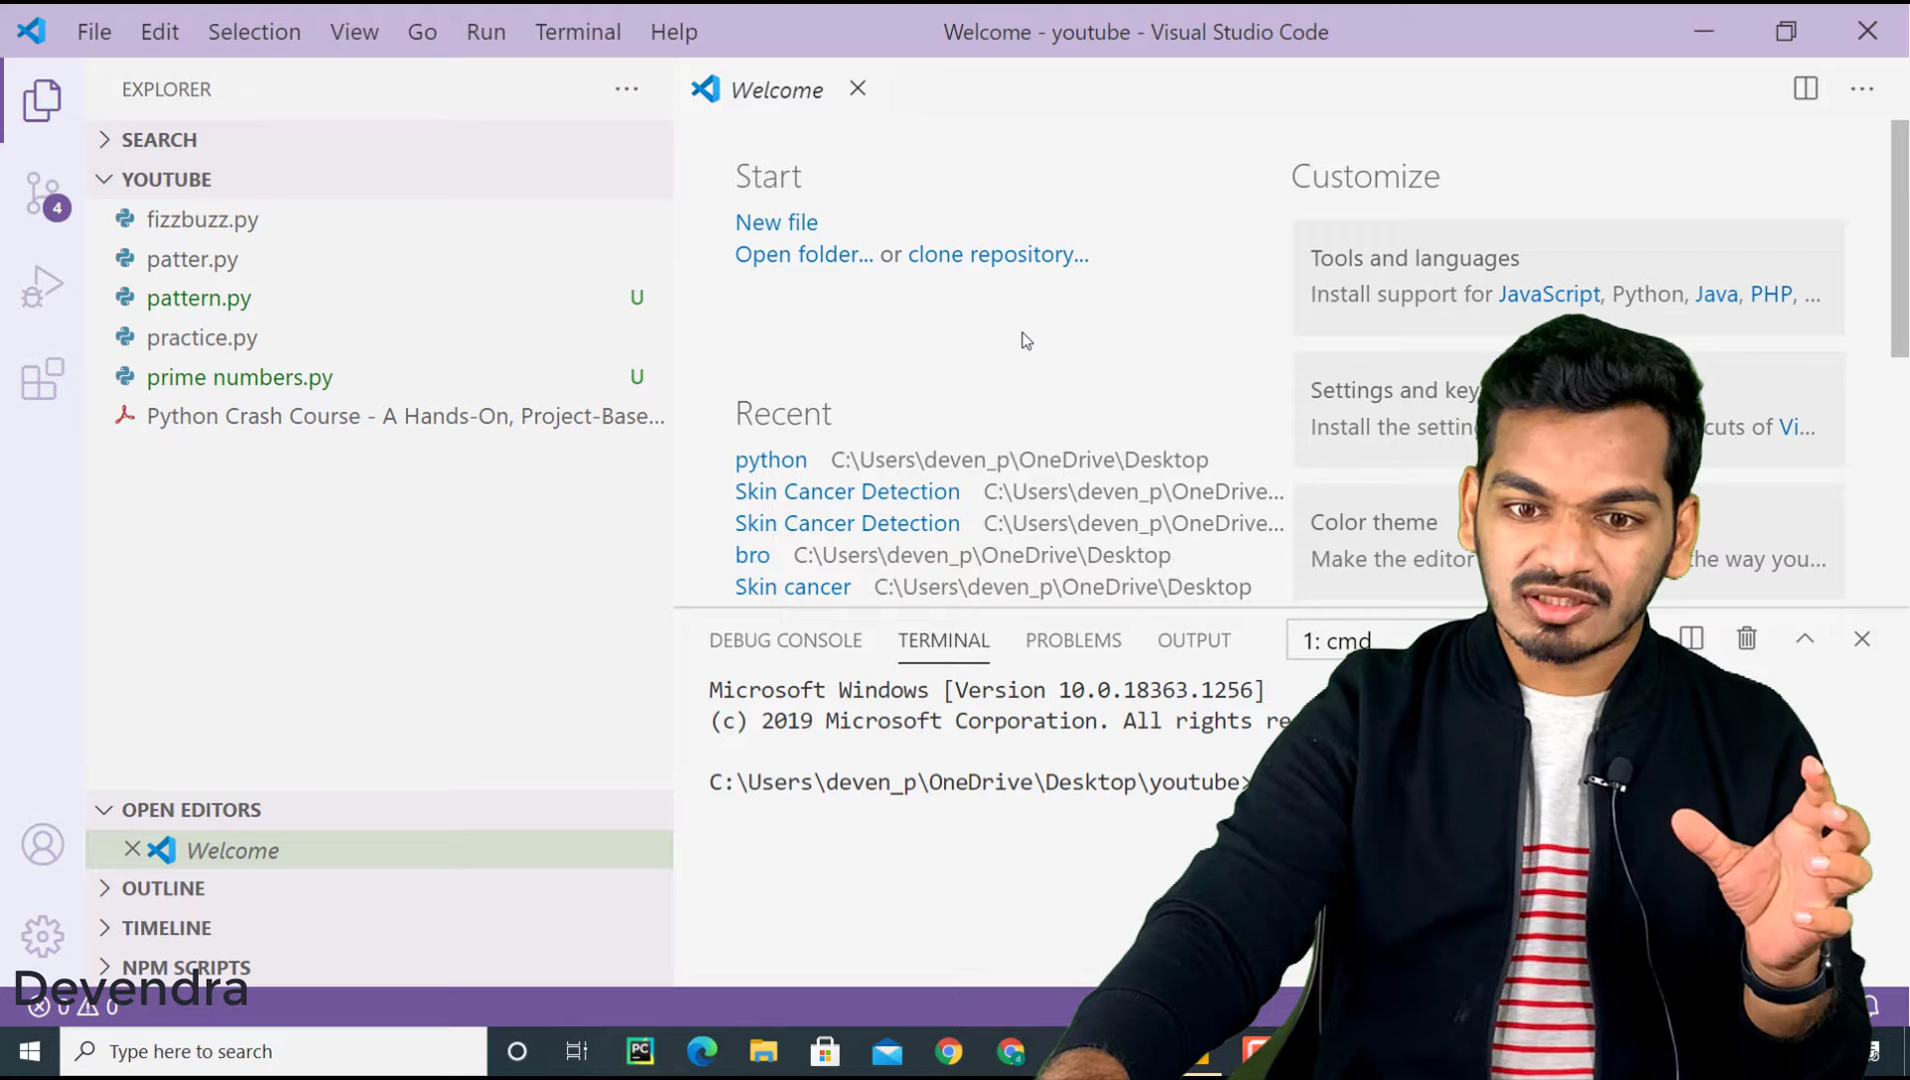 File Edit Selection View Go Run Terminal Help
Welcome - youtube - Visual Studio Code
EXPLORER
SEARCH
YOUTUBE
fizzbuzz.py
patter.py
pattern.py U
practice.py
prime numbers.py U
Python Crash Course - A Hands-On, Project-Base...
4
OPEN EDITORS
Welcome
OUTLINE
TIMELINE
NPM SCRIPTS
Devendra
0 0
Welcome
Start
New file
Open folder... or clone repository...
Recent
python C:\Users\deven_p\OneDrive\Desktop
Skin Cancer Detection C:\Users\deven_p\OneDrive...
Skin Cancer Detection C:\Users\deven_p\OneDrive...
bro C:\Users\deven_p\OneDrive\Desktop
Skin cancer C:\Users\deven_p\OneDrive\Desktop
Customize
Tools and languages
Install support for JavaScript, Python, Java, PHP, ...
Settings and key
Install the settin cuts of Vi...
Color theme
Make the editor the way you...
DEBUG CONSOLE TERMINAL PROBLEMS OUTPUT 1: cmd
Microsoft Windows [Version 10.0.18363.1256]
(c) 2019 Microsoft Corporation. All rights re
C:\Users\deven_p\OneDrive\Desktop\youtube>
Type here to search
PC